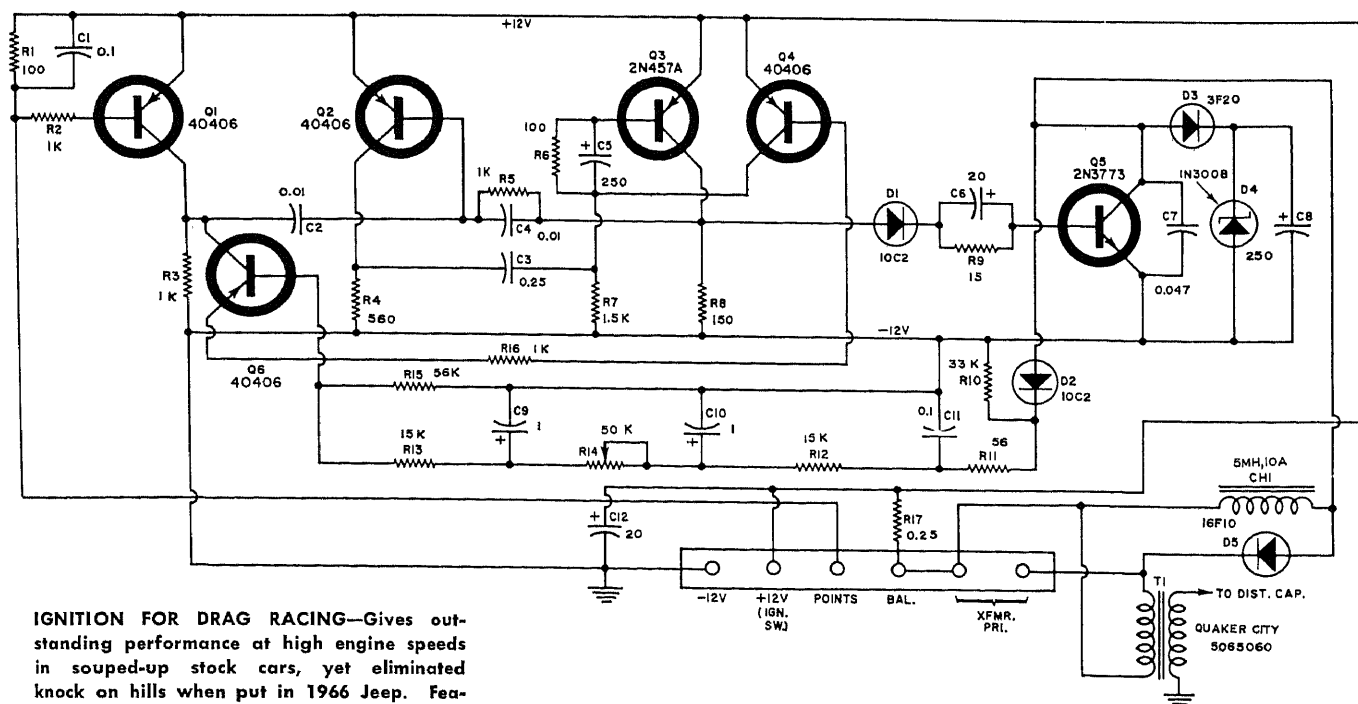 +12V
R1
100
C1
0.1
R2
1K
Q1
40406
Q2
40406
Q3
2N457A
Q4
40406
100
R6
+
C5
250
D3
3F20
1N3008
D4
250
+
C8
Q5
2N3773
C7
0.047
20
C6
+
R9
15
D1
10C2
0.01
C2
1K
R5
C4
0.01
C3
0.25
R3
1K
R4
560
R7
1.5K
R8
150
-12V
Q6
40406
R16
1K
R15
56K
C9
1
+
C10
1
+
0.1
C11
33 K
R10
D2
10C2
15 K
R13
50 K
R14
15 K
R12
56
R11
+
C12
20
R17
0.25
5MH,10A
CH1
16F10
D5
-12V
+12V
(IGN.
SW.)
POINTS
BAL.
XFMR.
PRI.
T1
TO DIST. CAP.
QUAKER CITY
5065060
IGNITION FOR DRAG RACING—Gives out-
standing performance at high engine speeds
in souped-up stock cars, yet eliminated
knock on hills when put in 1966 Jeep. Fea-